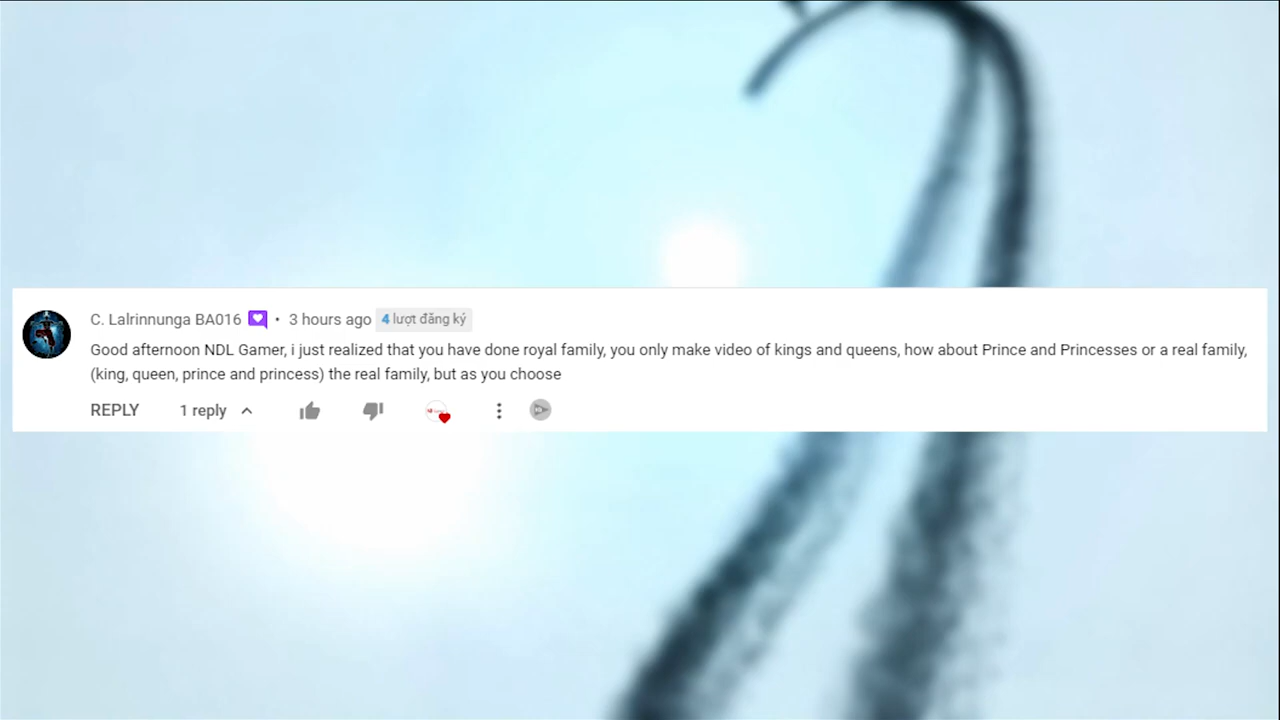 C. Lalrinnunga BA016 • 3 hours ago 4 lượt đăng ký
Good afternoon NDL Gamer, i just realized that you have done royal family, you only make video of kings and queens, how about Prince and Princesses or a real family,
(king, queen, prince and princess) the real family, but as you choose
REPLY 1 reply